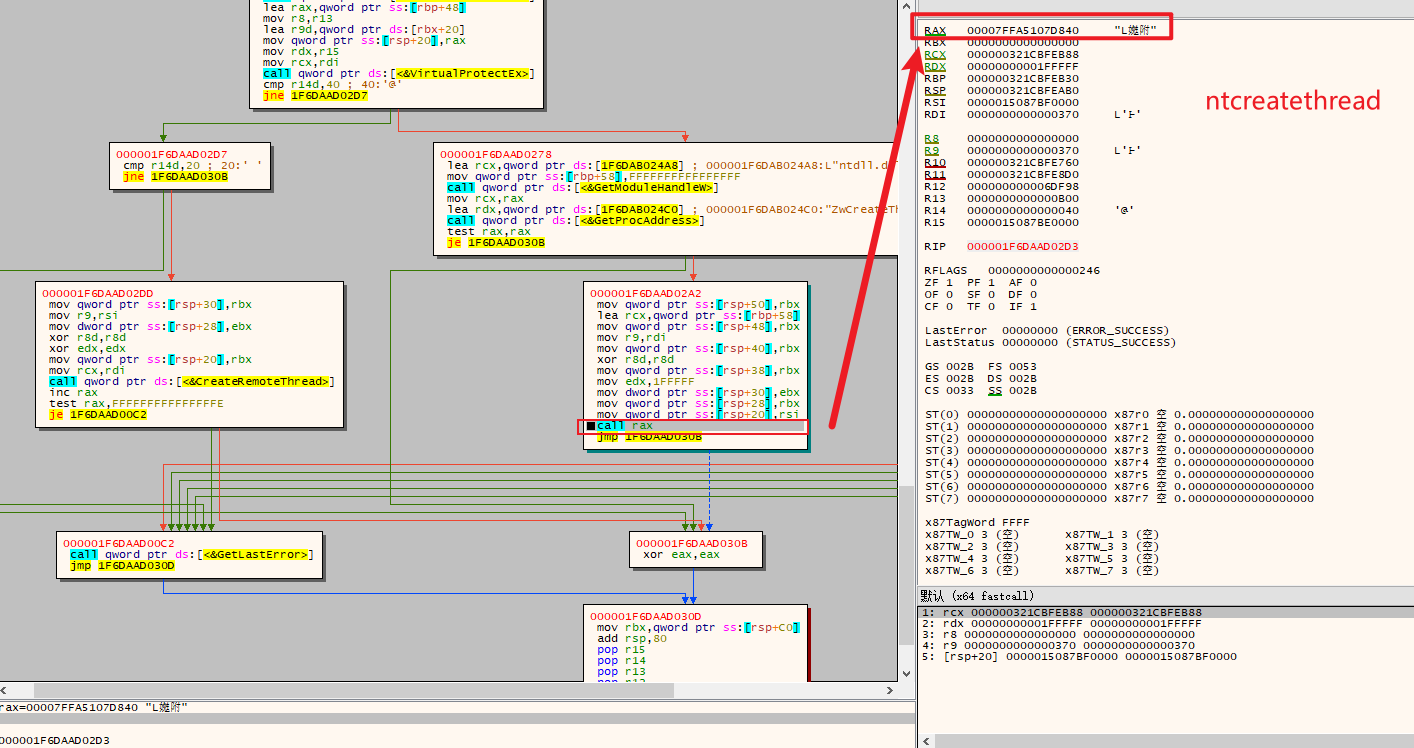 lea rax,qword ptr ss:[rbp+48]
mov r8,r13
lea r9d,qword ptr ds:[rbx+20]
mov qword ptr ss:[rsp+20],rax
mov rdx,r15
mov rcx,rdi
call qword ptr ds:[<&VirtualProtectEx>]
cmp r14d,40 ; 40:'@'
jne 1F6DAAD02D7
000001F6DAAD02D7
cmp r14d,20 ; 20:' '
jne 1F6DAAD030B
000001F6DAAD0278
lea rcx,qword ptr ds:[1F6DAB024A8] ; 000001F6DAB024A8:L"ntdll.d
mov qword ptr ss:[rbp+58],FFFFFFFFFFFFFFFF
call qword ptr ds:[<&GetModuleHandleW>]
mov rcx,rax
lea rdx,qword ptr ds:[1F6DAB024C0] ; 000001F6DAB024C0:"ZwCreateTh
call qword ptr ds:[<&GetProcAddress>]
test rax,rax
je 1F6DAAD030B
000001F6DAAD02DD
mov qword ptr ss:[rsp+30],rbx
mov r9,rsi
mov dword ptr ss:[rsp+28],ebx
xor r8d,r8d
xor edx,edx
mov qword ptr ss:[rsp+20],rbx
mov rcx,rdi
call qword ptr ds:[<&CreateRemoteThread>]
inc rax
test rax,FFFFFFFFFFFFFFFE
je 1F6DAAD00C2
000001F6DAAD02A2
mov qword ptr ss:[rsp+50],rbx
lea rcx,qword ptr ss:[rbp+58]
mov qword ptr ss:[rsp+48],rbx
mov r9,rdi
mov qword ptr ss:[rsp+40],rbx
xor r8d,r8d
mov qword ptr ss:[rsp+38],rbx
mov edx,1FFFFF
mov dword ptr ss:[rsp+30],ebx
mov qword ptr ss:[rsp+28],rbx
mov qword ptr ss:[rsp+20],rsi
call rax
jmp 1F6DAAD030B
000001F6DAAD00C2
call qword ptr ds:[<&GetLastError>]
jmp 1F6DAAD030D
000001F6DAAD030B
xor eax,eax
000001F6DAAD030D
mov rbx,qword ptr ss:[rsp+C0]
add rsp,80
pop r15
pop r14
pop r13
rax=00007FFA5107D840
000001F6DAAD02D3
RAX 00007FFA5107D840
RBX 0000000000000000
RCX 000000321CBFEB88
RDX 00000000001FFFFF
RBP 000000321CBFEB30
RSP 000000321CBFEAB0
RSI 0000015087BF0000
RDI 0000000000000370
ntcreatethread
R8 0000000000000000
R9 0000000000000370
R10 000000321CBFE760
R11 000000321CBFE8D0
R12 000000000006DF98
R13 0000000000000B00
R14 0000000000000040 '@'
R15 0000015087BE0000
RIP 000001F6DAAD02D3
RFLAGS 0000000000000246
ZF 1 PF 1 AF 0
OF 0 SF 0 DF 0
CF 0 TF 0 IF 1
LastError 00000000 (ERROR_SUCCESS)
LastStatus 00000000 (STATUS_SUCCESS)
GS 002B FS 0053
ES 002B DS 002B
CS 0033 SS 002B
ST(0) 00000000000000000000 x87r0 空 0.000000000000000000
ST(1) 00000000000000000000 x87r1 空 0.000000000000000000
ST(2) 00000000000000000000 x87r2 空 0.000000000000000000
ST(3) 00000000000000000000 x87r3 空 0.000000000000000000
ST(4) 00000000000000000000 x87r4 空 0.000000000000000000
ST(5) 00000000000000000000 x87r5 空 0.000000000000000000
ST(6) 00000000000000000000 x87r6 空 0.000000000000000000
ST(7) 00000000000000000000 x87r7 空 0.000000000000000000
x87TagWord FFFF
x87TW_0 3 (空) x87TW_1 3 (空)
x87TW_2 3 (空) x87TW_3 3 (空)
x87TW_4 3 (空) x87TW_5 3 (空)
x87TW_6 3 (空) x87TW_7 3 (空)
默认 (x64 fastcall)
1: rcx 000000321CBFEB88 000000321CBFEB88
2: rdx 00000000001FFFFF 00000000001FFFFF
3: r8 0000000000000000 0000000000000000
4: r9 0000000000000370 0000000000000370
5: [rsp+20] 0000015087BF0000 0000015087BF0000